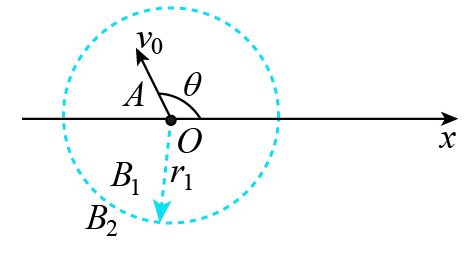 v₀
A θ
O x
B₁ r₁
B₂